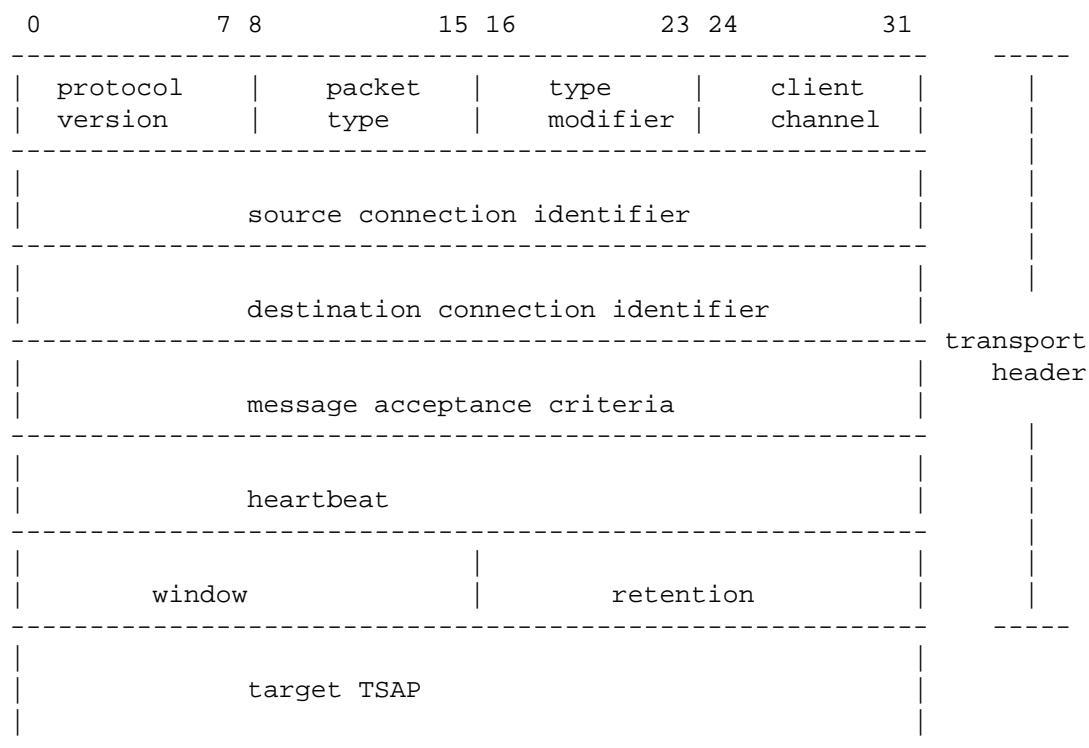 0 7 8 15 16 23 24 31
protocol packet type client
version type modifier channel
source connection identifier
destination connection identifier
transport
header
message acceptance criteria
heartbeat
window retention
target TSAP